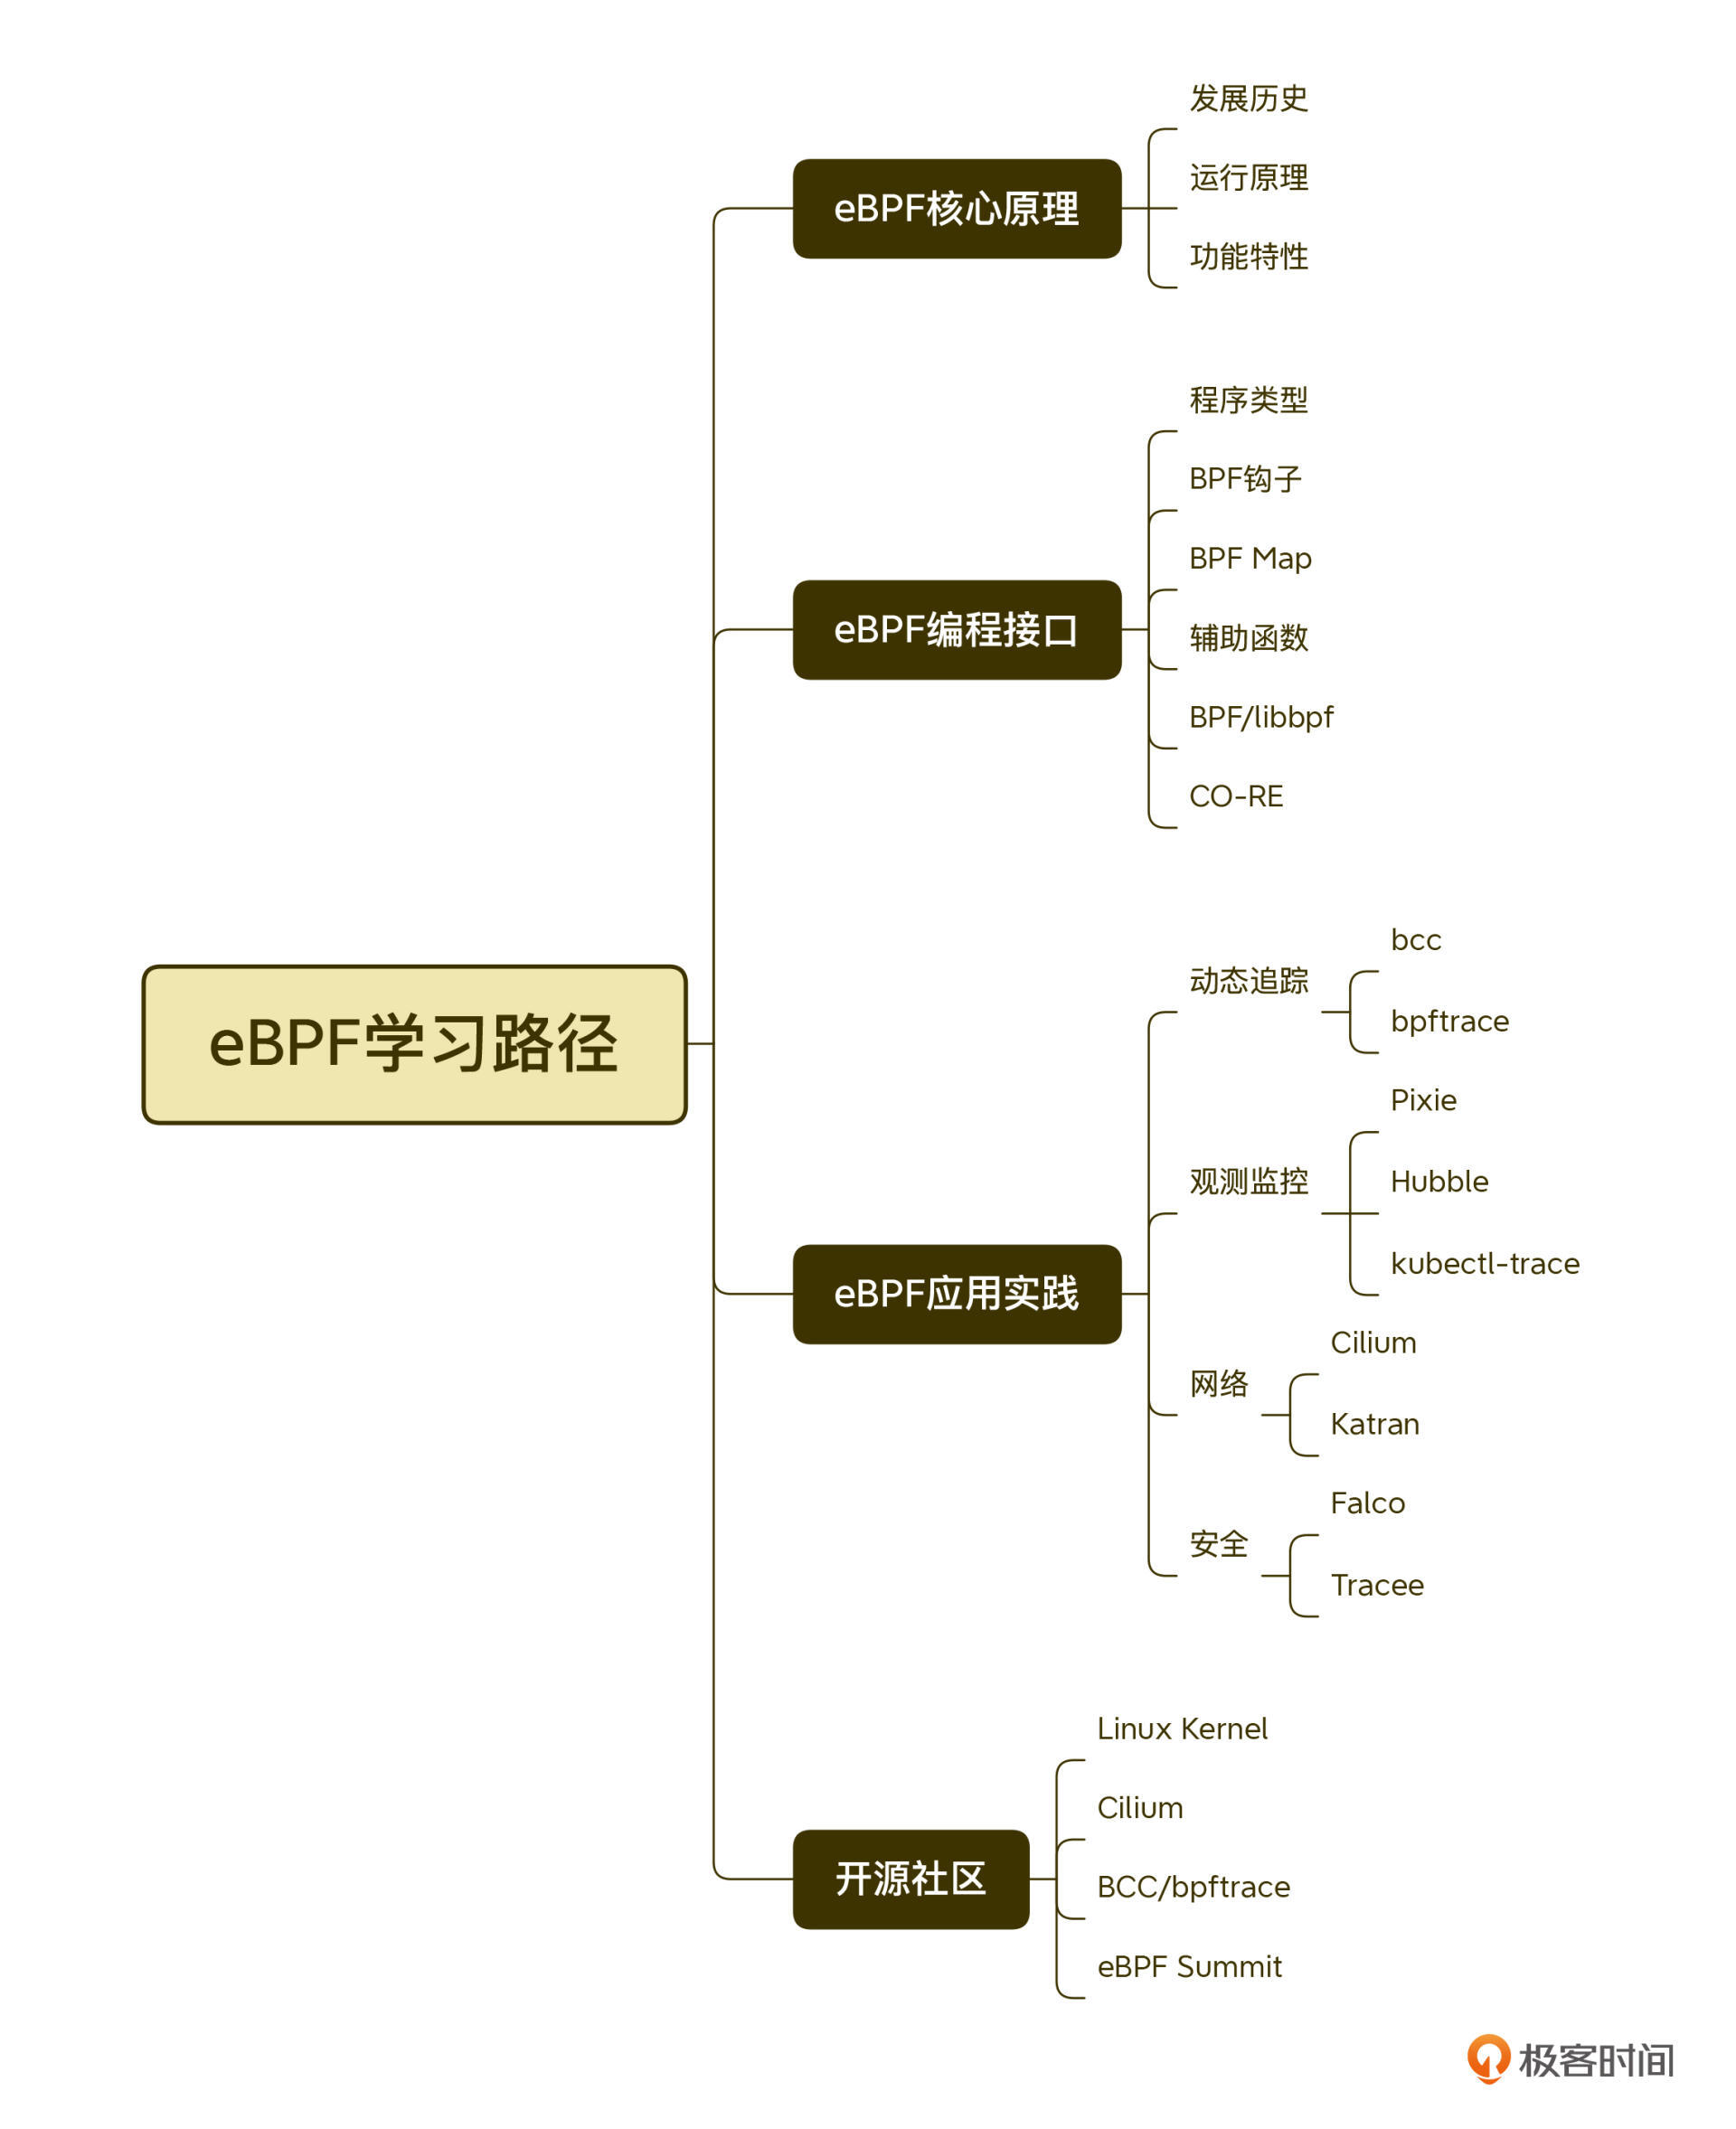 eBPF学习路径
eBPF核心原理
发展历史
运行原理
功能特性
eBPF编程接口
程序类型
BPF钩子
BPF Map
辅助函数
BPF/libbpf
CO-RE
eBPF应用实践
动态追踪
bcc
bpftrace
观测监控
Pixie
Hubble
kubectl-trace
网络
Cilium
Katran
安全
Falco
Tracee
开源社区
Linux Kernel
Cilium
BCC/bpftrace
eBPF Summit
极客时间